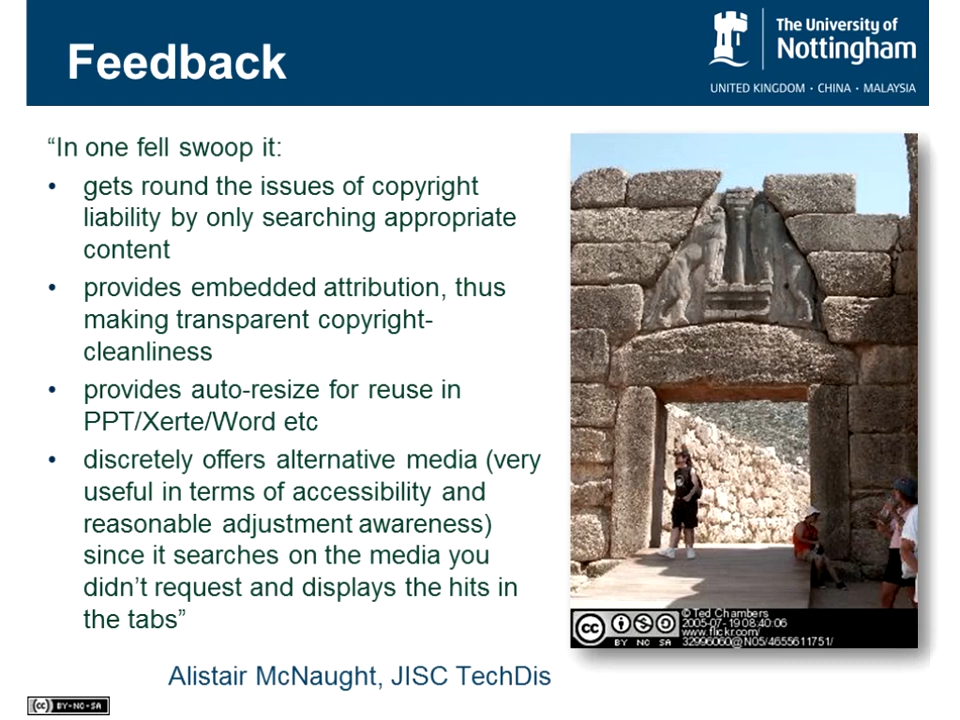 Feedback
The University of
Nottingham
UNITED KINGDOM · CHINA · MALAYSIA
“In one fell swoop it:
• gets round the issues of copyright
liability by only searching appropriate
content
• provides embedded attribution, thus
making transparent copyright-
cleanliness
• provides auto-resize for reuse in
PPT/Xerte/Word etc
• discretely offers alternative media (very
useful in terms of accessibility and
reasonable adjustment awareness)
since it searches on the media you
didn’t request and displays the hits in
the tabs”
Alistair McNaught, JISC TechDis
cc BY NC SA
© Ted Chambers
2005-07-19 08:40:06
www.flickr.com/
32996060@N05/4655611751/
(cc) BY-NC-SA